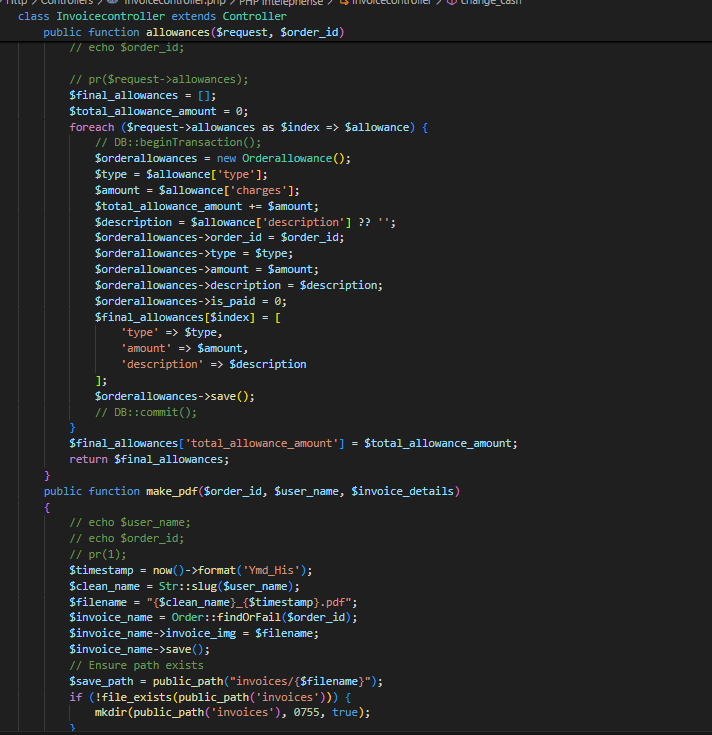 Http > Controllers > Invoicecontroller.php > PHP Intelephense > Invoicecontroller > change_cash
class Invoicecontroller extends Controller
public function allowances($request, $order_id)
// echo $order_id;
// pr($request->allowances);
$final_allowances = [];
$total_allowance_amount = 0;
foreach ($request->allowances as $index => $allowance) {
// DB::beginTransaction();
$orderallowances = new Orderallowance();
$type = $allowance['type'];
$amount = $allowance['charges'];
$total_allowance_amount += $amount;
$description = $allowance['description'] ?? '';
$orderallowances->order_id = $order_id;
$orderallowances->type = $type;
$orderallowances->amount = $amount;
$orderallowances->description = $description;
$orderallowances->is_paid = 0;
$final_allowances[$index] = [
'type' => $type,
'amount' => $amount,
'description' => $description
];
$orderallowances->save();
// DB::commit();
}
$final_allowances['total_allowance_amount'] = $total_allowance_amount;
return $final_allowances;
}
public function make_pdf($order_id, $user_name, $invoice_details)
{
// echo $user_name;
// echo $order_id;
// pr(1);
$timestamp = now()->format('Ymd_His');
$clean_name = Str::slug($user_name);
$filename = "{$clean_name}_{$timestamp}.pdf";
$invoice_name = Order::findOrFail($order_id);
$invoice_name->invoice_img = $filename;
$invoice_name->save();
// Ensure path exists
$save_path = public_path("invoices/{$filename}");
if (!file_exists(public_path('invoices'))) {
mkdir(public_path('invoices'), 0755, true);
}